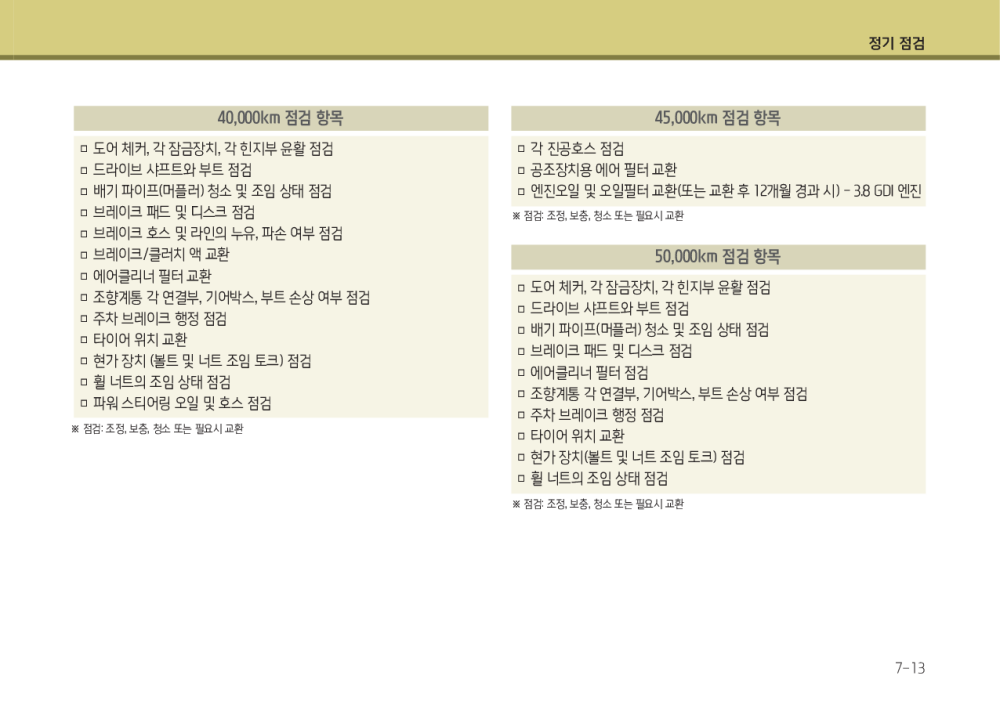 정기 점검
40,000km 점검 항목
□ 도어 체커, 각 잠금장치, 각 힌지부 윤활 점검
□ 드라이브 샤프트와 부트 점검
□ 배기 파이프(머플러) 청소 및 조임 상태 점검
□ 브레이크 패드 및 디스크 점검
□ 브레이크 호스 및 라인의 누유, 파손 여부 점검
□ 브레이크/클러치 액 교환
□ 에어클리너 필터 교환
□ 조향계통 각 연결부, 기어박스, 부트 손상 여부 점검
□ 주차 브레이크 행정 점검
□ 타이어 위치 교환
□ 현가 장치 (볼트 및 너트 조임 토크) 점검
□ 휠 너트의 조임 상태 점검
□ 파워 스티어링 오일 및 호스 점검
※ 점검: 조정, 보충, 청소 또는 필요시 교환
45,000km 점검 항목
□ 각 진공호스 점검
□ 공조장치용 에어 필터 교환
□ 엔진오일 및 오일필터 교환(또는 교환 후 12개월 경과 시) - 3.8 GDI 엔진
※ 점검: 조정, 보충, 청소 또는 필요시 교환
50,000km 점검 항목
□ 도어 체커, 각 잠금장치, 각 힌지부 윤활 점검
□ 드라이브 샤프트와 부트 점검
□ 배기 파이프(머플러) 청소 및 조임 상태 점검
□ 브레이크 패드 및 디스크 점검
□ 에어클리너 필터 점검
□ 조향계통 각 연결부, 기어박스, 부트 손상 여부 점검
□ 주차 브레이크 행정 점검
□ 타이어 위치 교환
□ 현가 장치(볼트 및 너트 조임 토크) 점검
□ 휠 너트의 조임 상태 점검
※ 점검: 조정, 보충, 청소 또는 필요시 교환
7-13